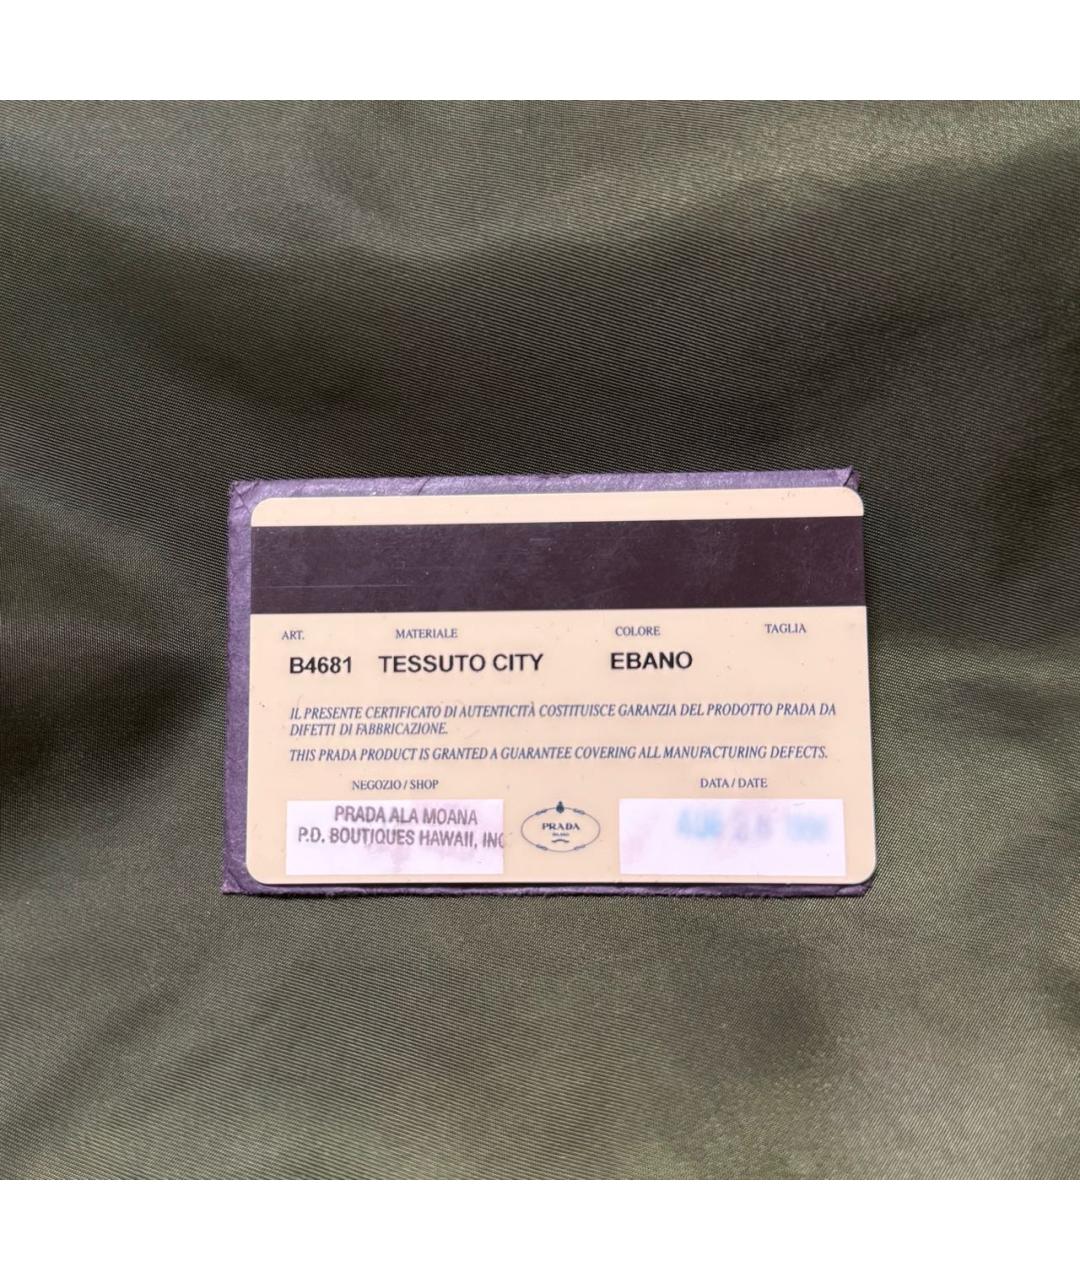 ART. MATERIALE COLORE TAGLIA
B4681 TESSUTO CITY EBANO
IL PRESENTE CERTIFICATO DI AUTENTICITÀ COSTITUISCE GARANZIA DEL PRODOTTO PRADA DA
DIFETTI DI FABBRICAZIONE.
THIS PRADA PRODUCT IS GRANTED A GUARANTEE COVERING ALL MANUFACTURING DEFECTS.
NEGOZIO / SHOP DATA / DATE
PRADA ALA MOANA
P.D. BOUTIQUES HAWAII, INC
PRADA
MILANO